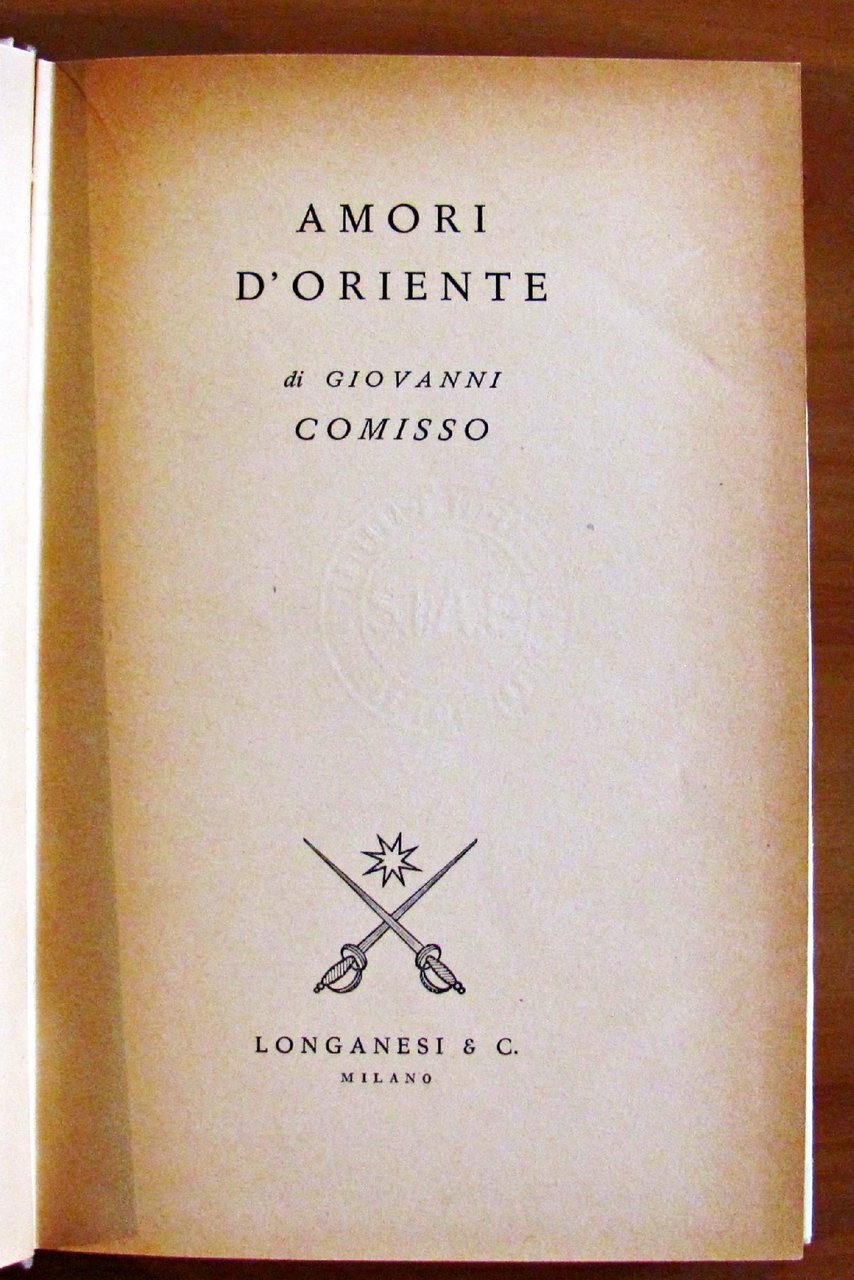 AMORI
D'ORIENTE
di GIOVANNI
COMISSO
LONGANESI & C.
MILANO